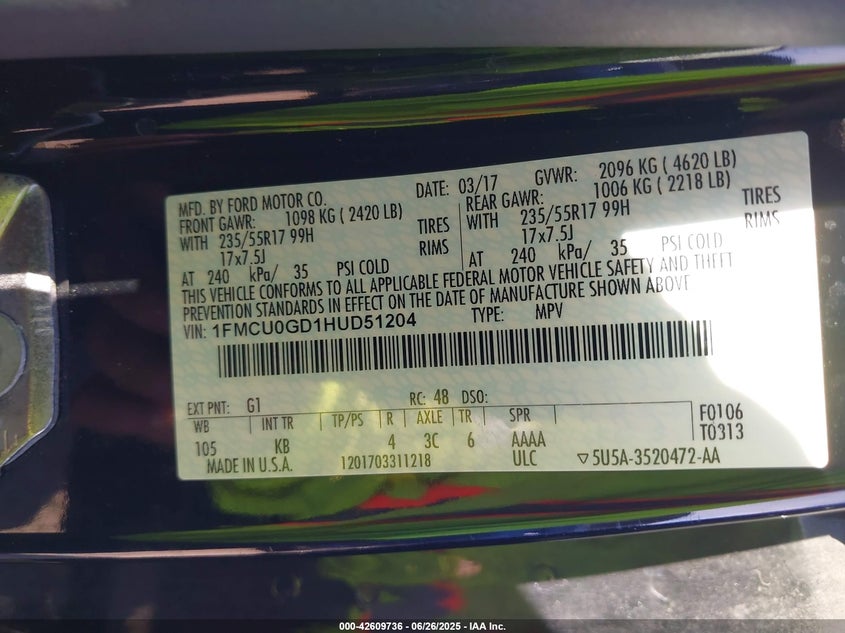 MFD. BY FORD MOTOR CO. DATE: 03/17 GVWR: 2096 KG ( 4620 LB)
FRONT GAWR: 1098 KG ( 2420 LB) REAR GAWR: 1006 KG ( 2218 LB)
WITH 235/55R17 99H TIRES WITH 235/55R17 99H TIRES
17x7.5J RIMS 17x7.5J RIMS
AT 240 kPa/ 35 PSI COLD AT 240 kPa/ 35 PSI COLD
THIS VEHICLE CONFORMS TO ALL APPLICABLE FEDERAL MOTOR VEHICLE SAFETY AND THEFT
PREVENTION STANDARDS IN EFFECT ON THE DATE OF MANUFACTURE SHOWN ABOVE
VIN: 1FMCU0GD1HUD51204 TYPE: MPV
EXT PNT: G1 RC: 48 DSO:
WB INT TR TP/PS R AXLE TR SPR F0106
105 KB 4 3C 6 AAAA T0313
MADE IN U.S.A. 1201703311218 ULC ▽5U5A-3520472-AA
000-42609736 - 06/26/2025 - IAA Inc.